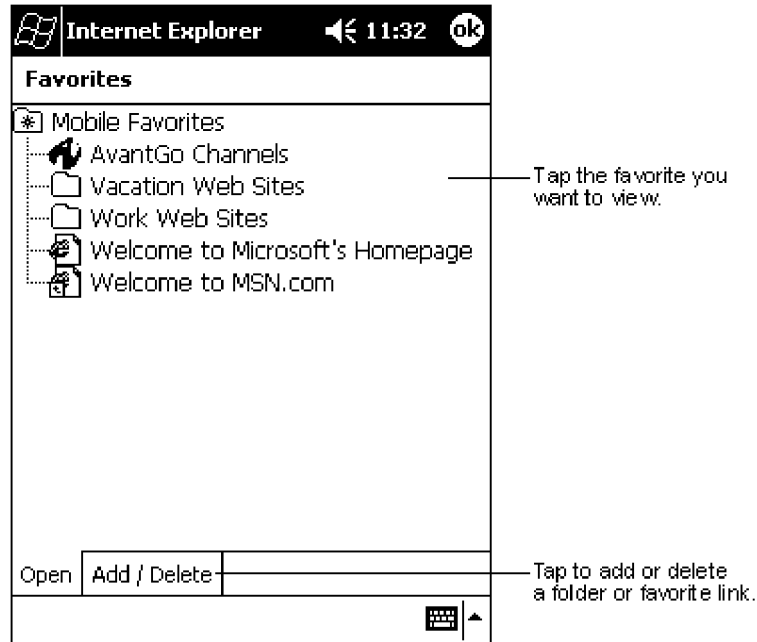 Internet Explorer 11:32 ok
Favorites
Mobile Favorites
AvantGo Channels
Vacation Web Sites
Work Web Sites
Welcome to Microsoft's Homepage
Welcome to MSN.com
Tap the favorite you
want to view.
Open Add / Delete
Tap to add or delete
a folder or favorite link.